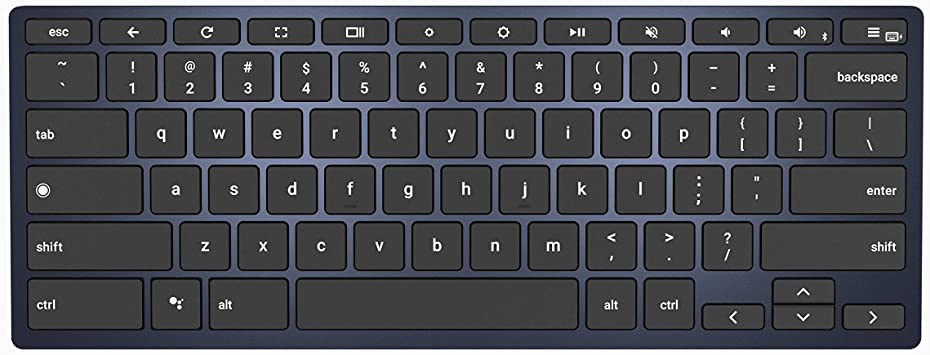 esc
~ ! @ # $ % ^ & * ( ) – +
` 1 2 3 4 5 6 7 8 9 0 - = backspace
tab q w e r t y u i o p { } |
[ ] \
a s d f g h j k l : " enter
; '
shift z x c v b n m < > ? shift
, . /
ctrl alt alt ctrl